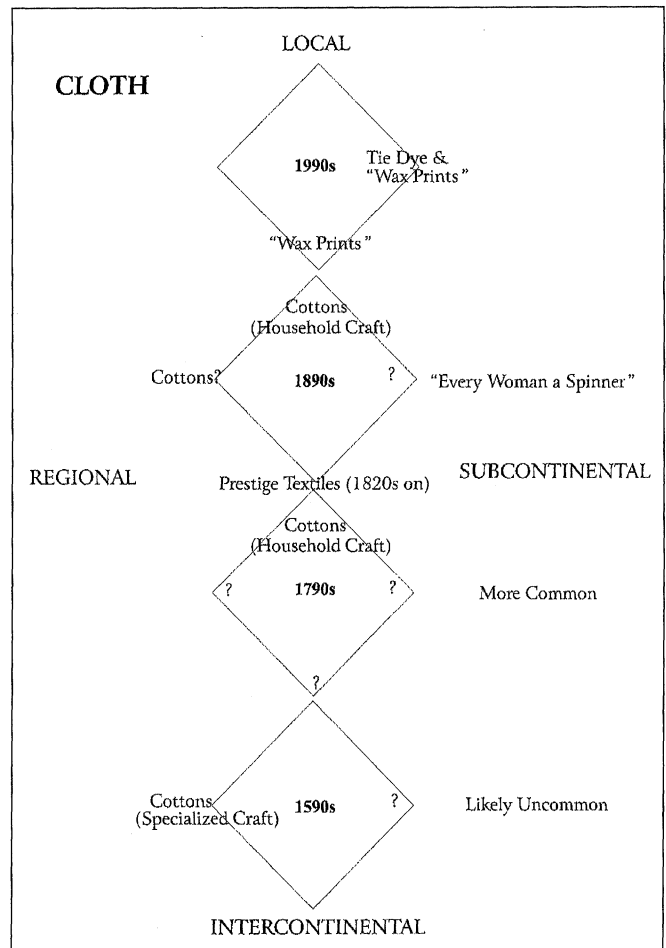 LOCAL
CLOTH
1990s
Tie Dye &
“Wax Prints”
“Wax Prints”
Cottons
(Household Craft)
Cottons?
1890s
?
“Every Woman a Spinner”
REGIONAL
Prestige Textiles (1820s on)
SUBCONTINENTAL
Cottons
(Household Craft)
?
1790s
?
More Common
?
Cottons
(Specialized Craft)
1590s
?
Likely Uncommon
INTERCONTINENTAL